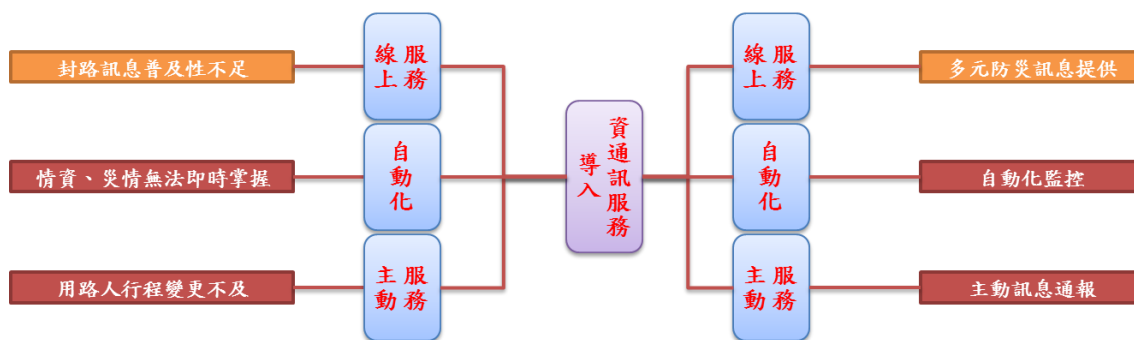 封路訊息普及性不足
線上服務
線上服務
多元防災訊息提供
情資、災情無法即時掌握
自動化
資通訊服務導入
自動化
自動化監控
用路人行程變更不及
主動服務
主動服務
主動訊息通報